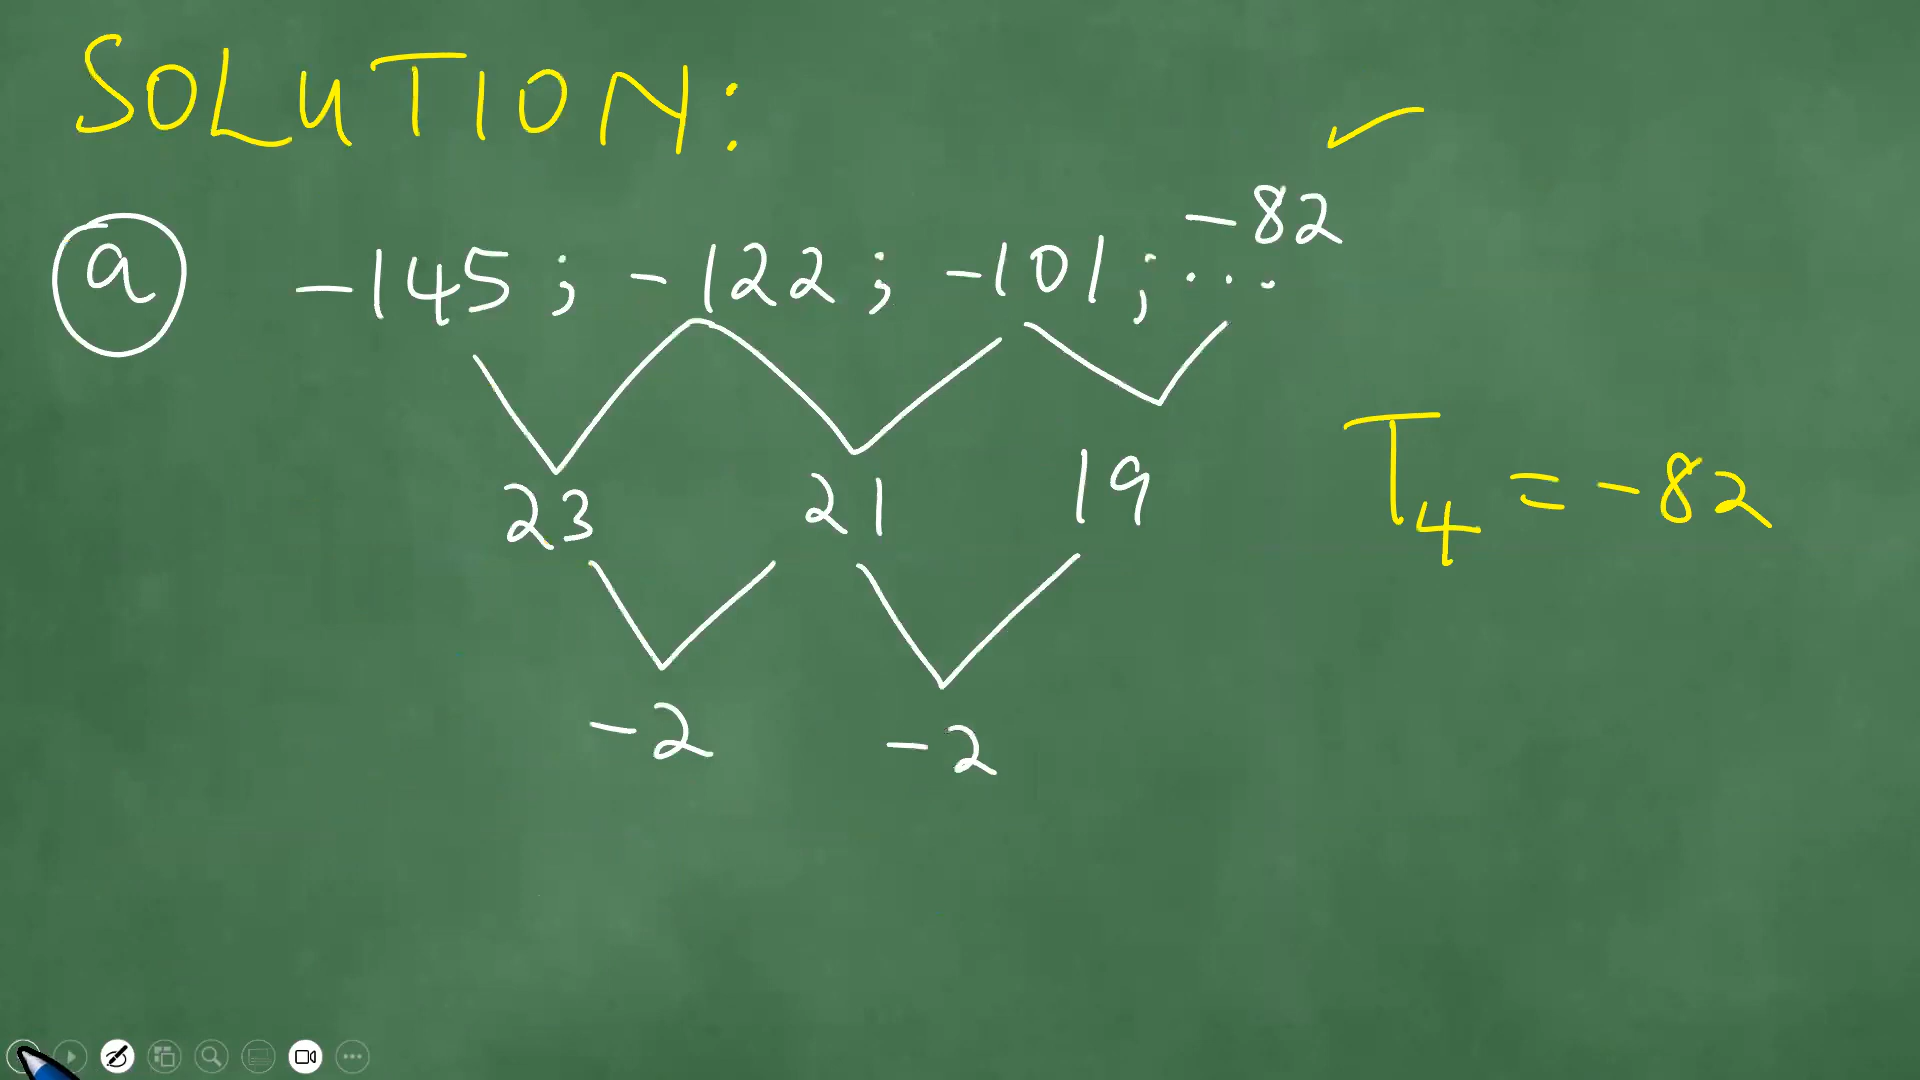 SOLUTION:
a -145; -122; -101; ... -82
23 21 19
T₄ = -82
-2 -2